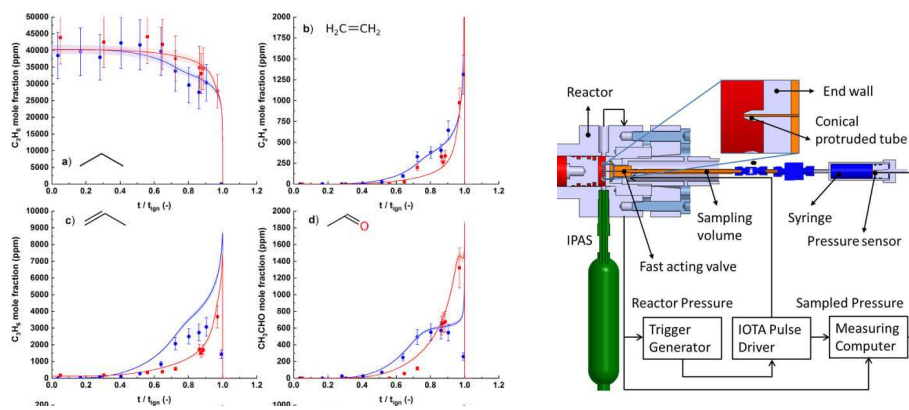 C3H8 mole fraction (ppm)
50000
45000
40000
35000
30000
25000
20000
15000
10000
5000
0
a)
0.0 0.2 0.4 0.6 0.8 1.0 1.2
t / tign (-)
C2H4 mole fraction (ppm)
2000
1750
1500
1250
1000
750
500
250
0
b) H2C=CH2
0.0 0.2 0.4 0.6 0.8 1.0 1.2
t / tign (-)
C3H6 mole fraction (ppm)
10000
9000
8000
7000
6000
5000
4000
3000
2000
1000
0
c)
0.0 0.2 0.4 0.6 0.8 1.0 1.2
t / tign (-)
CH3CHO mole fraction (ppm)
2100
1800
1500
1200
900
600
300
0
d) O
0.0 0.2 0.4 0.6 0.8 1.0 1.2
t / tign (-)
200
Reactor
End wall
Conical
protruded tube
IPAS
Sampling
volume
Syringe
Pressure sensor
Fast acting valve
Reactor Pressure
Sampled Pressure
Trigger
Generator
IOTA Pulse
Driver
Measuring
Computer